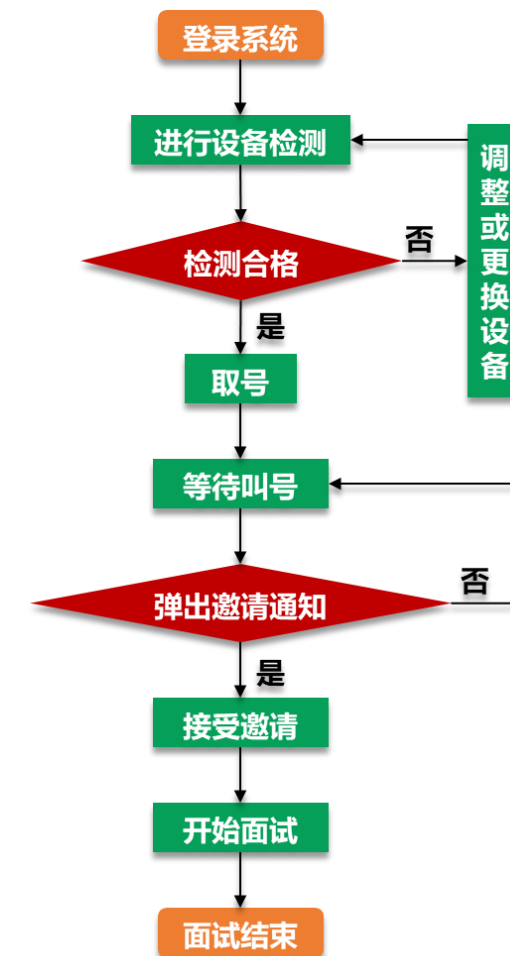 登录系统
进行设备检测
调整或更换设备
检测合格
否
是
取号
等待叫号
弹出邀请通知
否
是
接受邀请
开始面试
面试结束